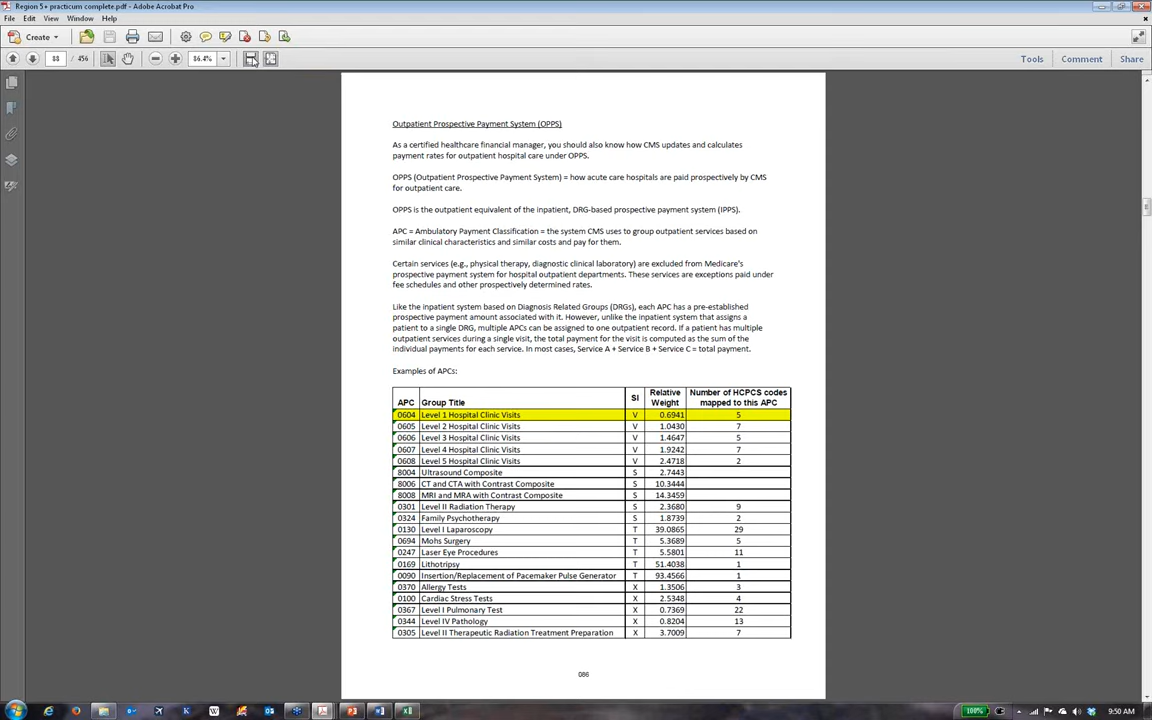 Region 5+ practicum complete.pdf - Adobe Acrobat Pro
File Edit View Window Help
Create
88 / 456 86.4%
Tools Comment Share
Outpatient Prospective Payment System (OPPS)
As a certified healthcare financial manager, you should also know how CMS updates and calculates
payment rates for outpatient hospital care under OPPS.
OPPS (Outpatient Prospective Payment System) = how acute care hospitals are paid prospectively by CMS
for outpatient care.
OPPS is the outpatient equivalent of the inpatient, DRG-based prospective payment system (IPPS).
APC = Ambulatory Payment Classification = the system CMS uses to group outpatient services based on
similar clinical characteristics and similar costs and pay for them.
Certain services (e.g., physical therapy, diagnostic clinical laboratory) are excluded from Medicare's
prospective payment system for hospital outpatient departments. These services are exceptions paid under
fee schedules and other prospectively determined rates.
Like the inpatient system based on Diagnosis Related Groups (DRGs), each APC has a pre-established
prospective payment amount associated with it. However, unlike the inpatient system that assigns a
patient to a single DRG, multiple APCs can be assigned to one outpatient record. If a patient has multiple
outpatient services during a single visit, the total payment for the visit is computed as the sum of the
individual payments for each service. In most cases, Service A + Service B + Service C = total payment.
Examples of APCs:
APC Group Title SI Relative Weight Number of HCPCS codes mapped to this APC
0604 Level 1 Hospital Clinic Visits V 0.6941 5
0605 Level 2 Hospital Clinic Visits V 1.0430 7
0606 Level 3 Hospital Clinic Visits V 1.4647 5
0607 Level 4 Hospital Clinic Visits V 1.9242 7
0608 Level 5 Hospital Clinic Visits V 2.4718 2
8004 Ultrasound Composite S 2.7443
8006 CT and CTA with Contrast Composite S 10.3444
8008 MRI and MRA with Contrast Composite S 14.3459
0301 Level II Radiation Therapy S 2.3680 9
0324 Family Psychotherapy S 1.8739 2
0130 Level I Laparoscopy T 39.0865 29
0694 Mohs Surgery T 5.3689 5
0247 Laser Eye Procedures T 5.5801 11
0169 Lithotripsy T 51.4038 1
0090 Insertion/Replacement of Pacemaker Pulse Generator T 93.4566 1
0370 Allergy Tests X 1.3506 3
0100 Cardiac Stress Tests X 2.5348 4
0367 Level I Pulmonary Test X 0.7369 22
0344 Level IV Pathology X 0.8204 13
0305 Level II Therapeutic Radiation Treatment Preparation X 3.7009 7
086
100% 9:50 AM